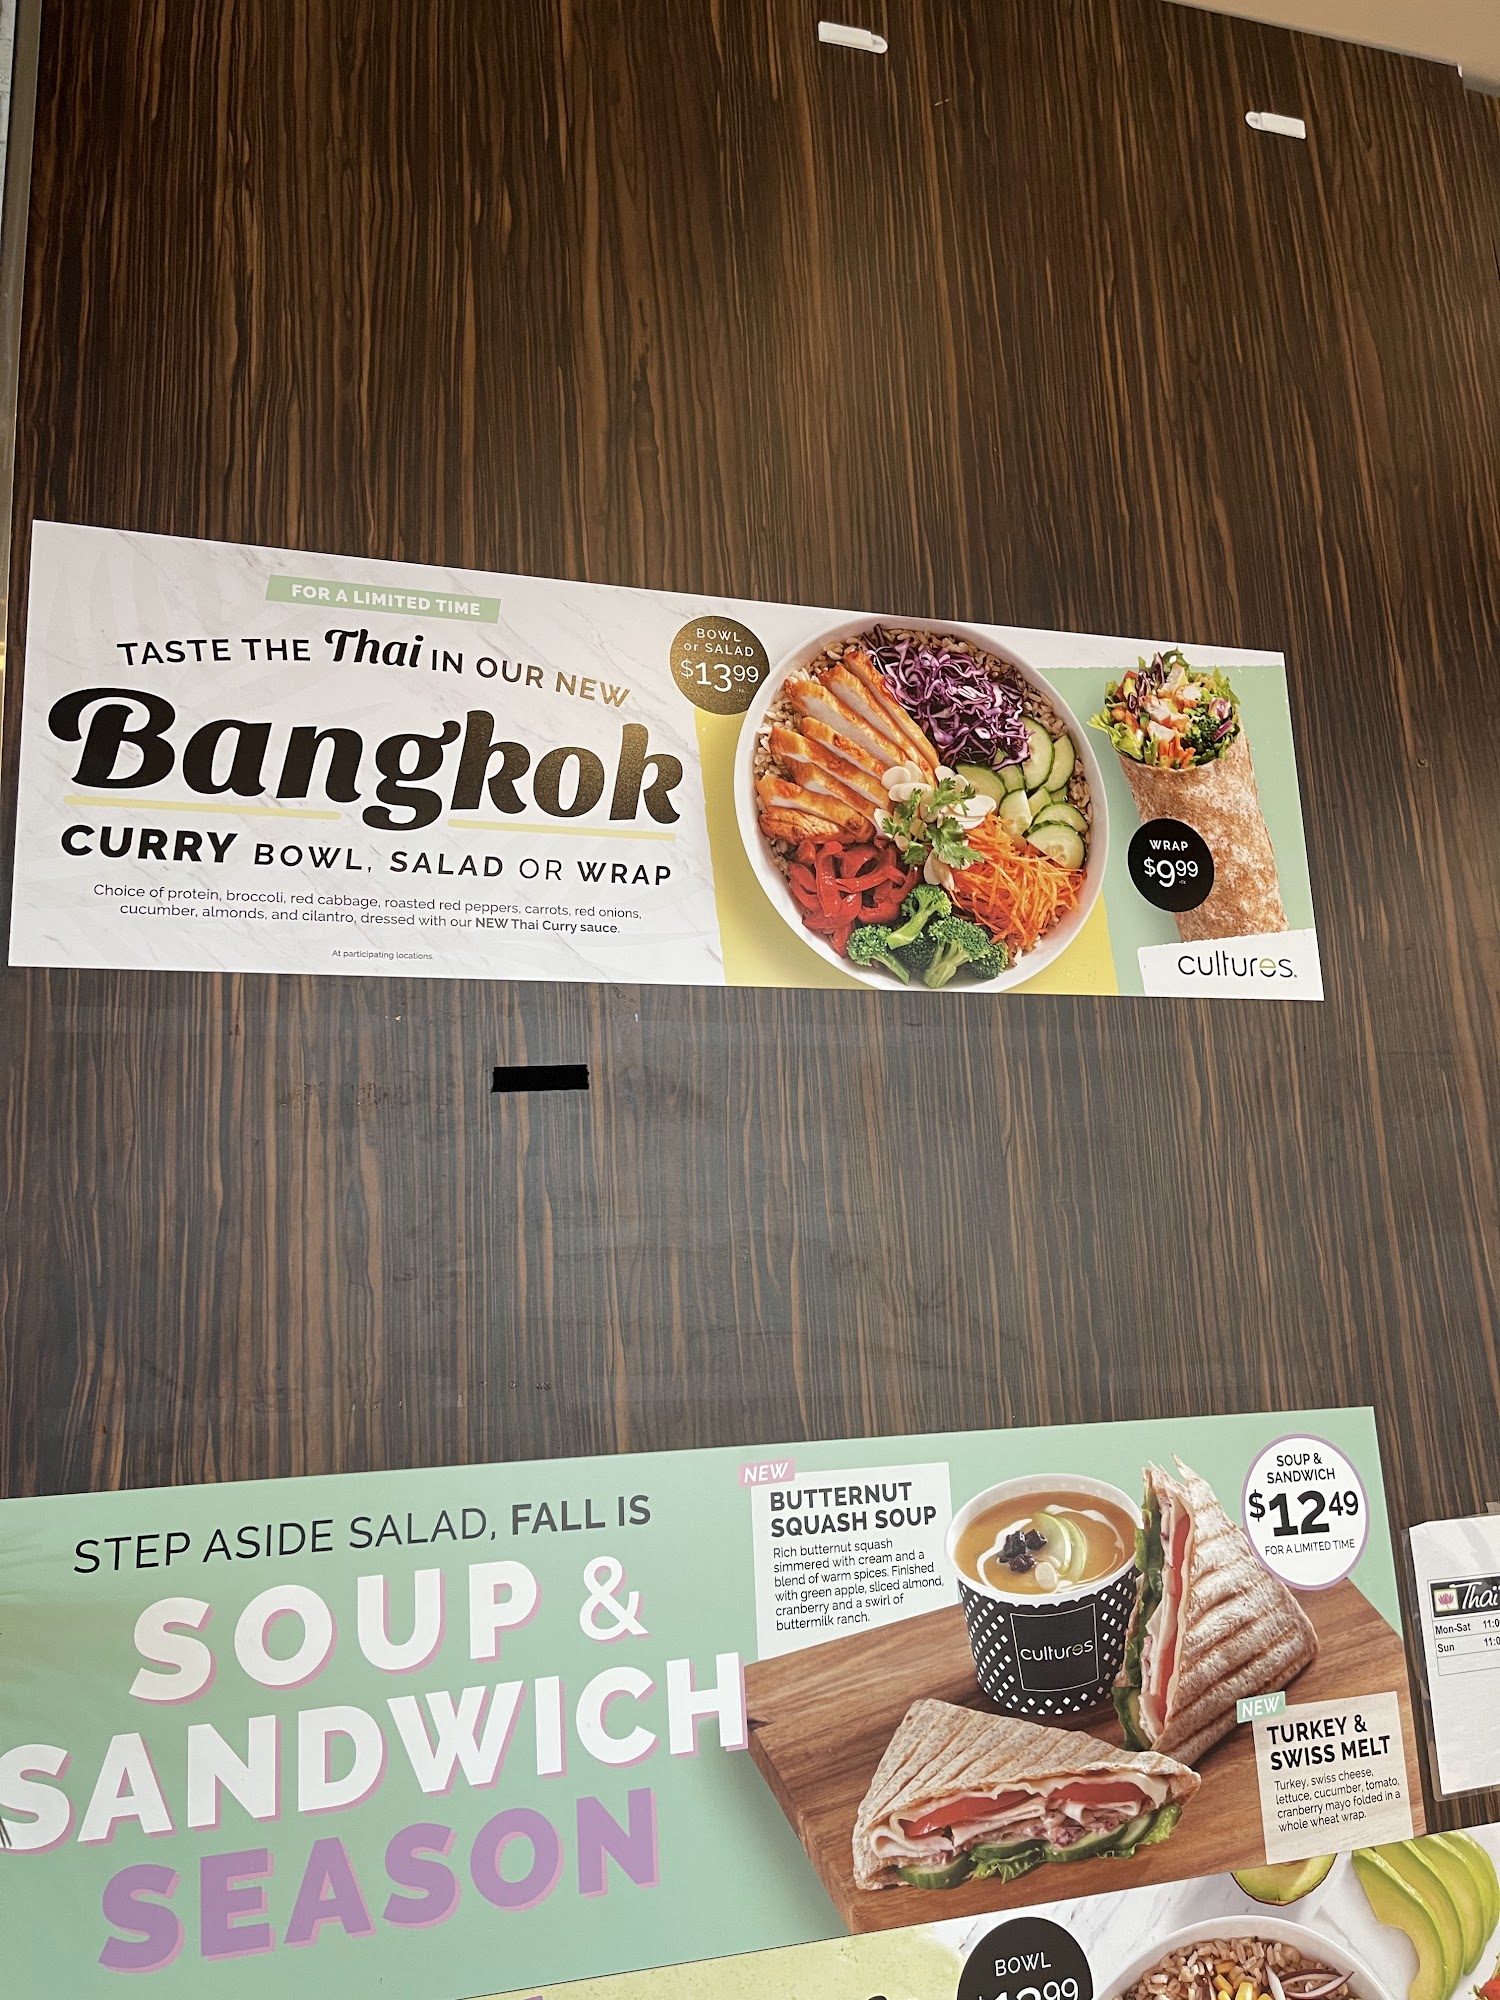 FOR A LIMITED TIME
TASTE THE Thai IN OUR NEW
Bangkok
CURRY BOWL, SALAD OR WRAP
Choice of protein, broccoli, red cabbage, roasted red peppers, carrots, red onions,
cucumber, almonds, and cilantro, dressed with our NEW Thai Curry sauce.
At participating locations.
BOWL
or SALAD
$13.99
WRAP
$9.99
cultures.
STEP ASIDE SALAD, FALL IS
SOUP &
SANDWICH
SEASON
NEW
BUTTERNUT
SQUASH SOUP
Rich butternut squash
simmered with cream and a
blend of warm spices. Finished
with green apple, sliced almond,
cranberry and a swirl of
buttermilk ranch.
cultures
SOUP &
SANDWICH
$12.49
FOR A LIMITED TIME
NEW
TURKEY &
SWISS MELT
Turkey, swiss cheese,
lettuce, cucumber, tomato,
cranberry mayo folded in a
whole wheat wrap.
Thai
Mon-Sat 11:0
Sun 11:0
BOWL